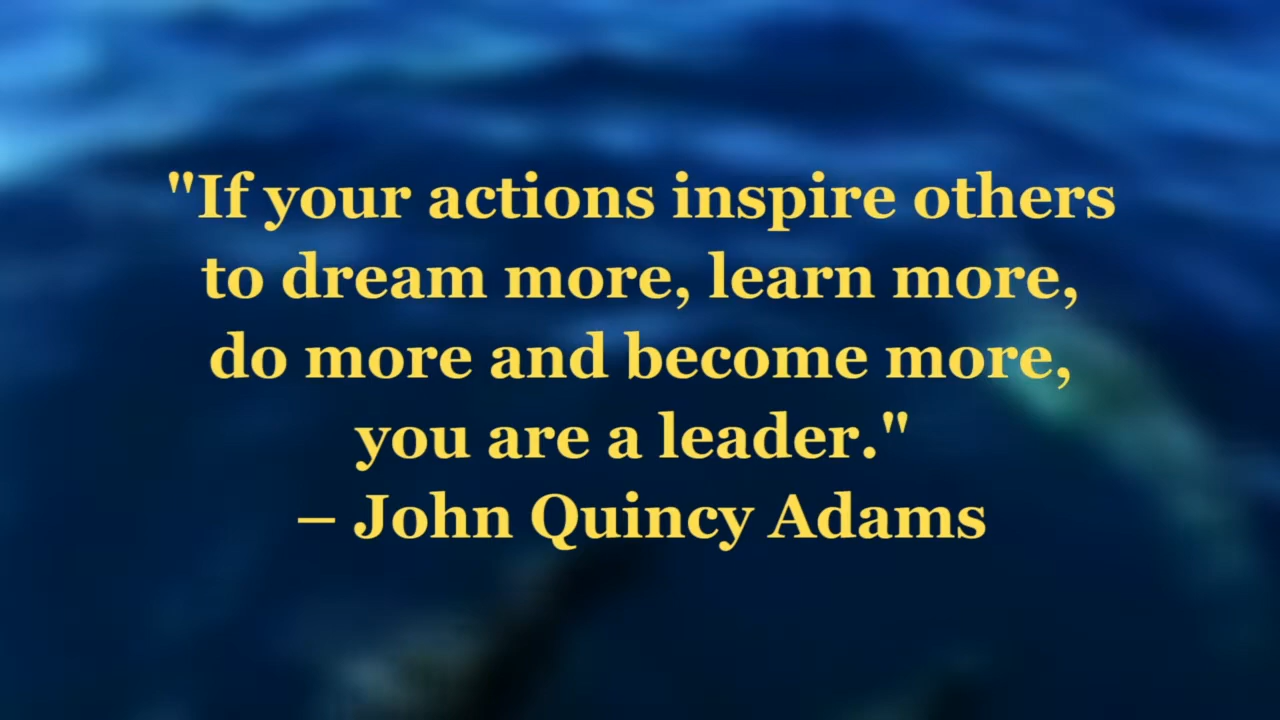 "If your actions inspire others
to dream more, learn more,
do more and become more,
you are a leader."
– John Quincy Adams